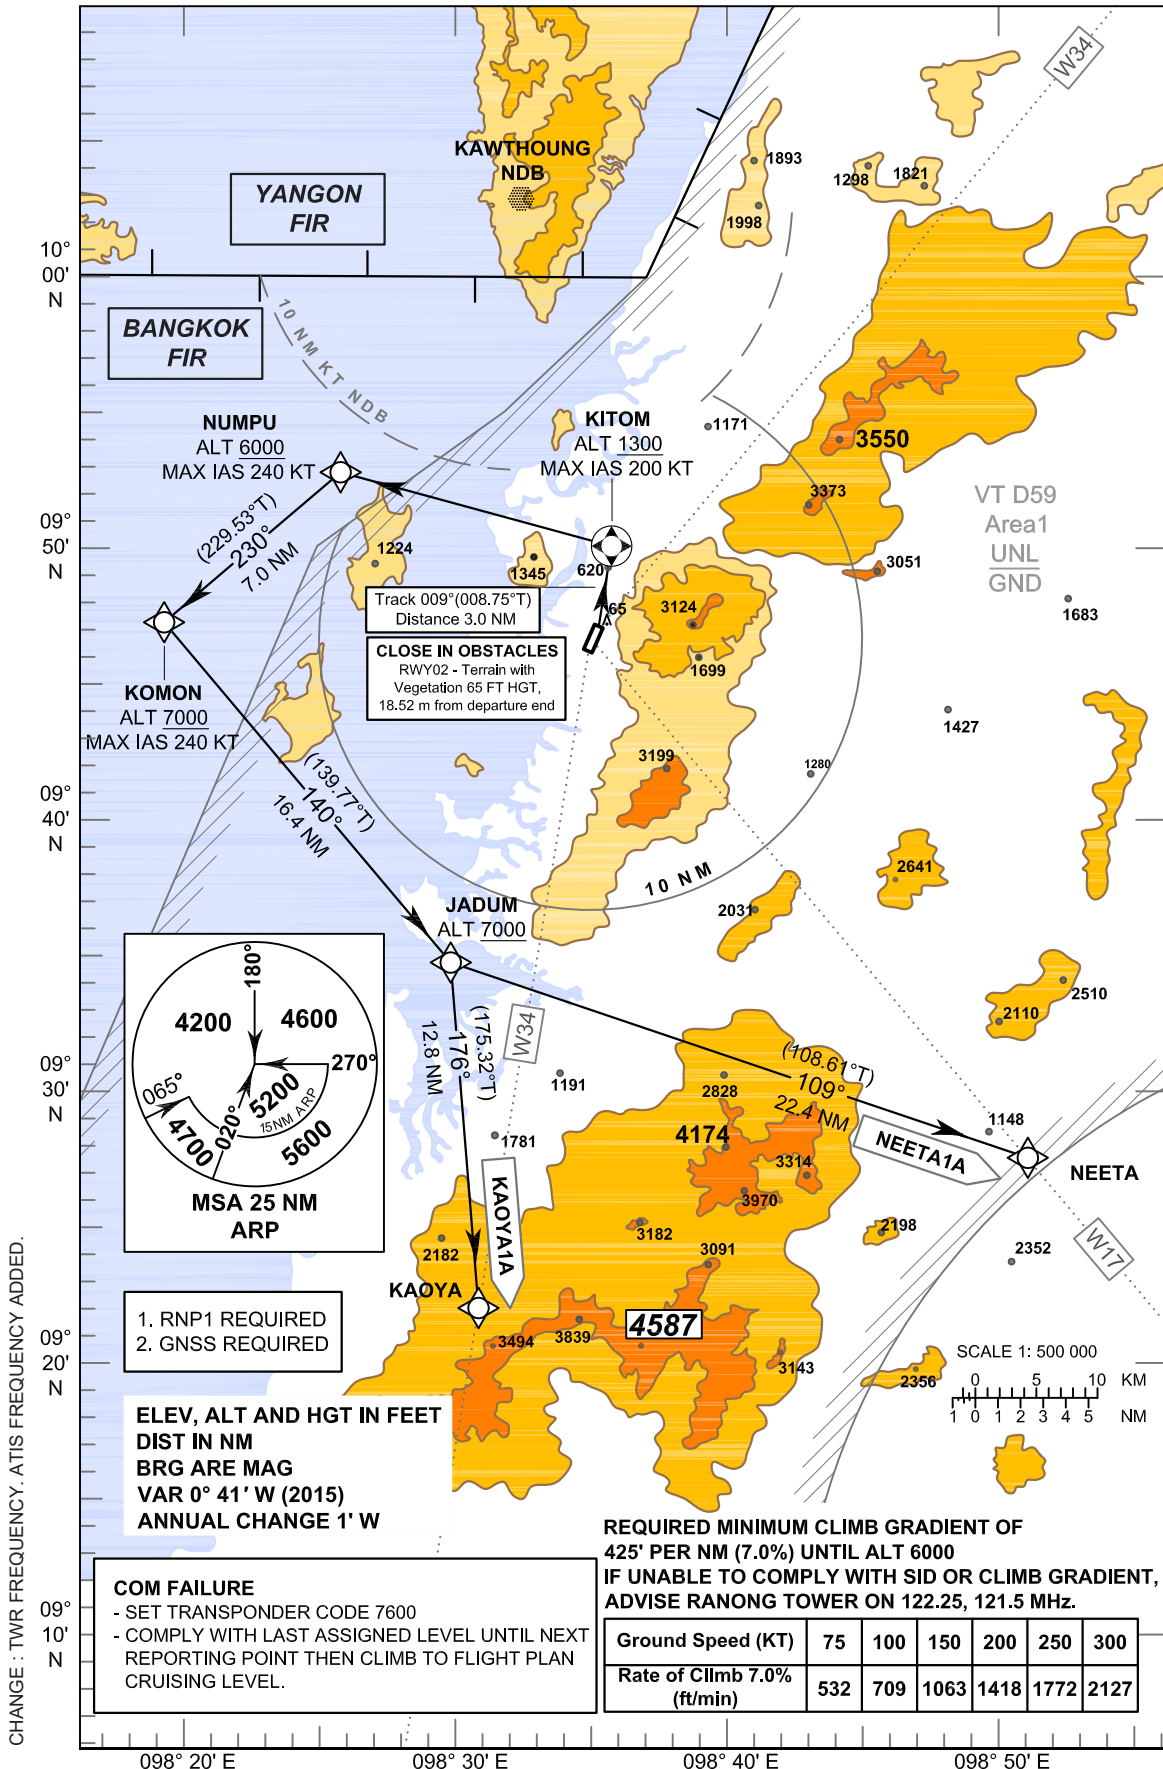 W34
KAWTHOUNG
NDB
1893
1298
1821
1998
YANGON
FIR
10°
00'
N
BANGKOK
FIR
10 NM KT NDB
NUMPU
ALT 6000
MAX IAS 240 KT
KITOM
ALT 1300
MAX IAS 200 KT
1171
3550
3373
VT D59
Area1
UNL
GND
09°
50'
N
(229.53°T)
230°
7.0 NM
1224
1345
620
3051
1683
Track 009°(008.75°T)
Distance 3.0 NM
65
3124
1699
CLOSE IN OBSTACLES
RWY02 - Terrain with
Vegetation 65 FT HGT,
18.52 m from departure end
KOMON
ALT 7000
MAX IAS 240 KT
1427
3199
1280
(139.77°T)
140°
16.4 NM
09°
40'
N
10 NM
2641
2031
JADUM
ALT 7000
2510
2110
180°
4200
4600
270°
065°
020°
5200
15 NM ARP
4700
5600
MSA 25 NM
ARP
(175.32°T)
176°
12.8 NM
W34
1191
1781
(108.61°T)
109°
22.4 NM
2828
4174
3314
3970
1148
NEETA1A
NEETA
KAOYA1A
09°
30'
N
2182
3182
3091
2198
2352
W17
KAOYA
1. RNP1 REQUIRED
2. GNSS REQUIRED
3494
3839
4587
3143
2356
09°
20'
N
SCALE 1: 500 000
0 5 10 KM
1 0 1 2 3 4 5 NM
ELEV, ALT AND HGT IN FEET
DIST IN NM
BRG ARE MAG
VAR 0° 41' W (2015)
ANNUAL CHANGE 1' W
REQUIRED MINIMUM CLIMB GRADIENT OF
425' PER NM (7.0%) UNTIL ALT 6000
IF UNABLE TO COMPLY WITH SID OR CLIMB GRADIENT,
ADVISE RANONG TOWER ON 122.25, 121.5 MHz.
COM FAILURE
- SET TRANSPONDER CODE 7600
- COMPLY WITH LAST ASSIGNED LEVEL UNTIL NEXT
REPORTING POINT THEN CLIMB TO FLIGHT PLAN
CRUISING LEVEL.
09°
10'
N
Ground Speed (KT) 75 100 150 200 250 300
Rate of Climb 7.0%
(ft/min) 532 709 1063 1418 1772 2127
098° 20' E 098° 30' E 098° 40' E 098° 50' E
CHANGE : TWR FREQUENCY. ATIS FREQUENCY ADDED.